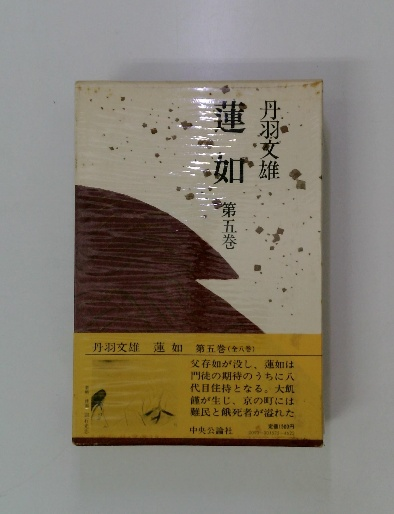 丹羽文雄
蓮如
第五巻
丹羽文雄 蓮如 第五巻(全八巻)
父存如が没し、蓮如は
門徒の期待のうちに八
代目住持となる。大飢
饉が生じ、京の町には
難民と餓死者が溢れた
中央公論社